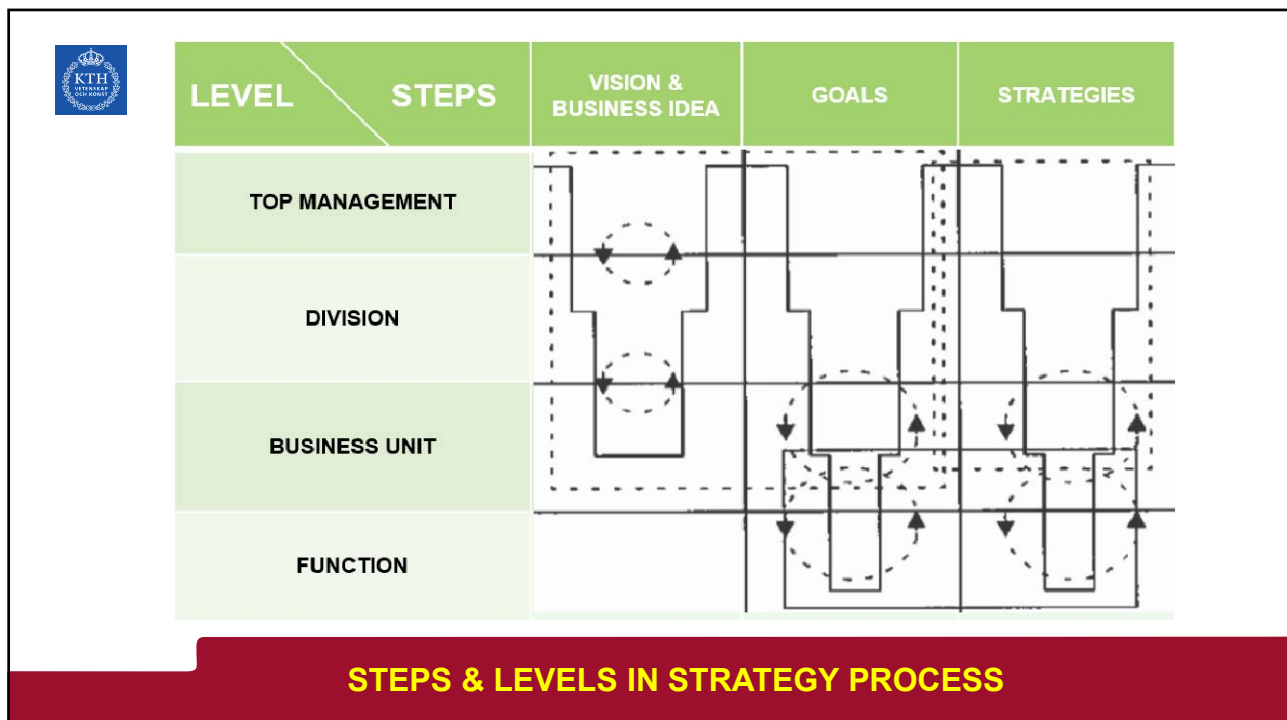 KTH
VETENSKAP
OCH KONST
LEVEL STEPS
VISION &
BUSINESS IDEA
GOALS
STRATEGIES
TOP MANAGEMENT
DIVISION
BUSINESS UNIT
FUNCTION
STEPS & LEVELS IN STRATEGY PROCESS